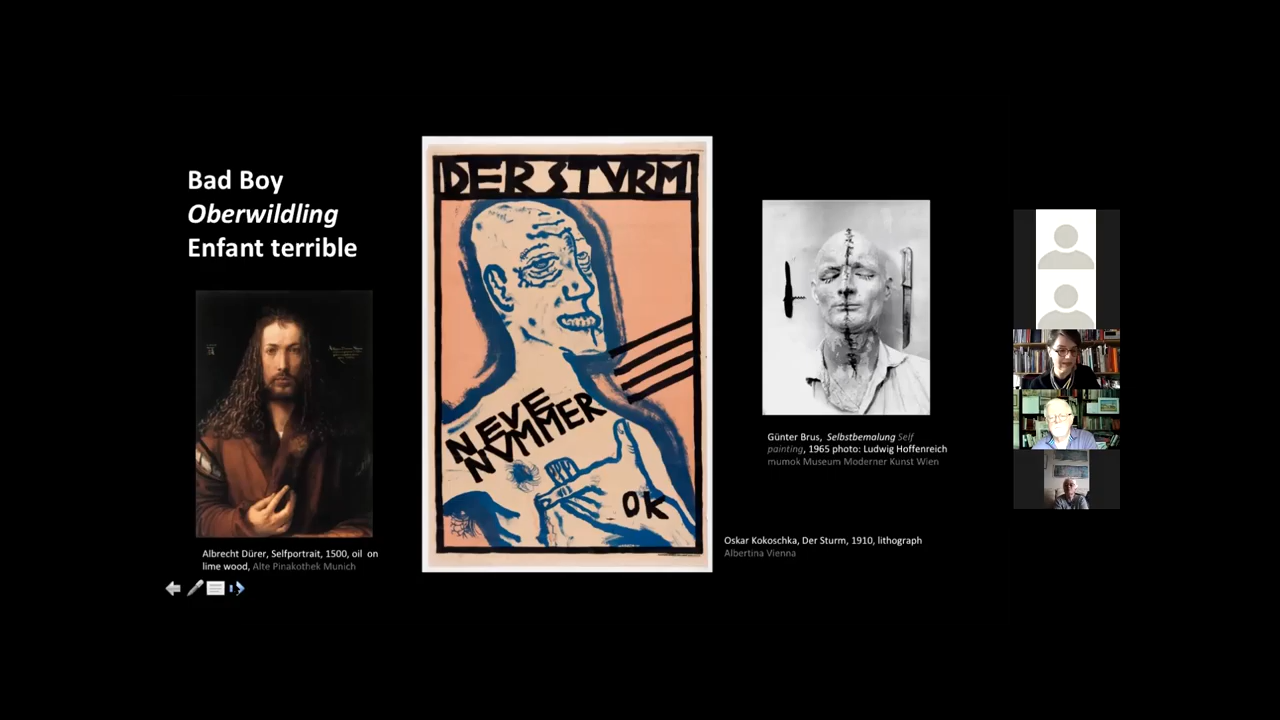 Bad Boy
Oberwildling
Enfant terrible
Albrecht Dürer, Selfportrait, 1500, oil on
lime wood, Alte Pinakothek Munich
DER STVRM
NEVE
NVMMER
OK
Günter Brus, Selbstbemalung Self
painting, 1965 photo: Ludwig Hoffenreich
mumok Museum Moderner Kunst Wien
Oskar Kokoschka, Der Sturm, 1910, lithograph
Albertina Vienna